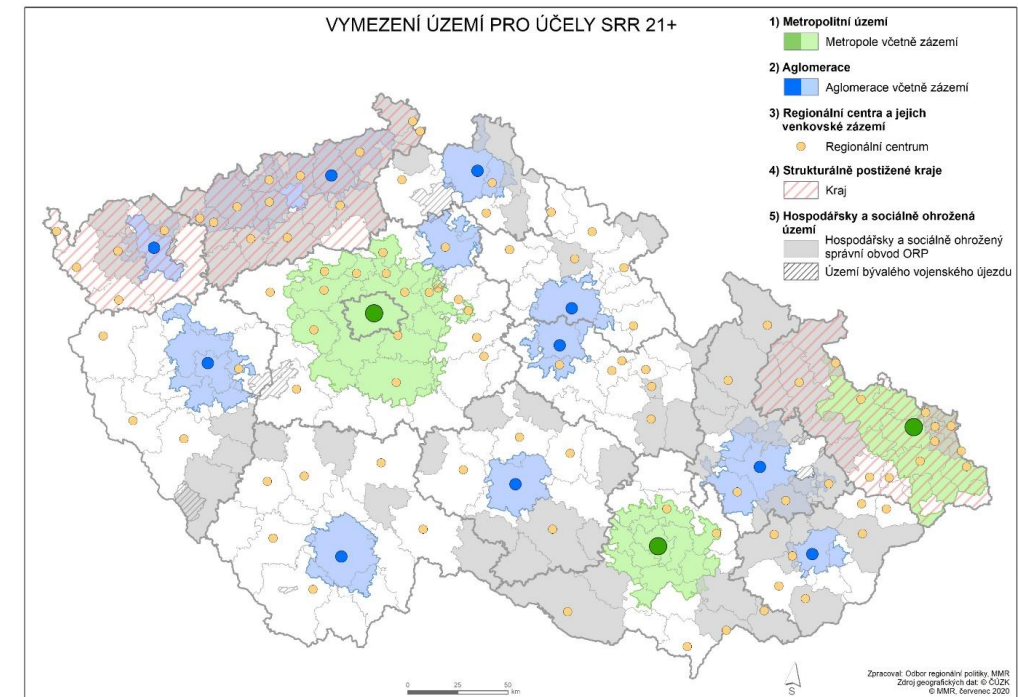 VYMEZENÍ ÚZEMÍ PRO ÚČELY SRR 21+
1) Metropolitní území
Metropole včetně zázemí
2) Aglomerace
Aglomerace včetně zázemí
3) Regionální centra a jejich
venkovské zázemí
Regionální centrum
4) Strukturálně postižené kraje
Kraj
5) Hospodářsky a sociálně ohrožená
území
Hospodářsky a sociálně ohrožený
správní obvod ORP
Území bývalého vojenského újezdu
0 25 50
km
S
Zpracoval: Odbor regionální politiky, MMR
Zdroj geografických dat: © ČÚZK
© MMR, červenec 2020